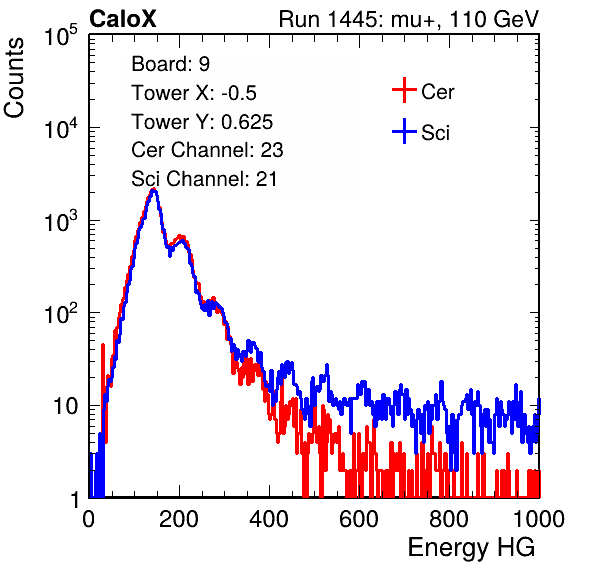 CaloX Run 1445: mu+, 110 GeV
Counts
Board: 9
Tower X: -0.5
Tower Y: 0.625
Cer Channel: 23
Sci Channel: 21
Cer
Sci
10^5
10^4
10^3
10^2
10
1
0 200 400 600 800 1000
Energy HG